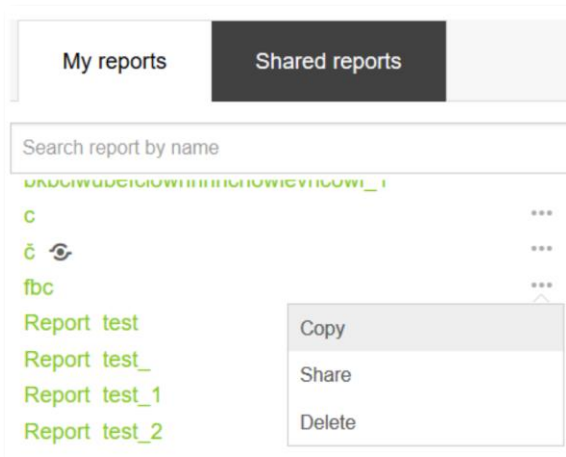 My reports Shared reports
Search report by name
c
č
fbc
Report test Copy
Report test_
Share
Report test_1
Delete
Report test_2